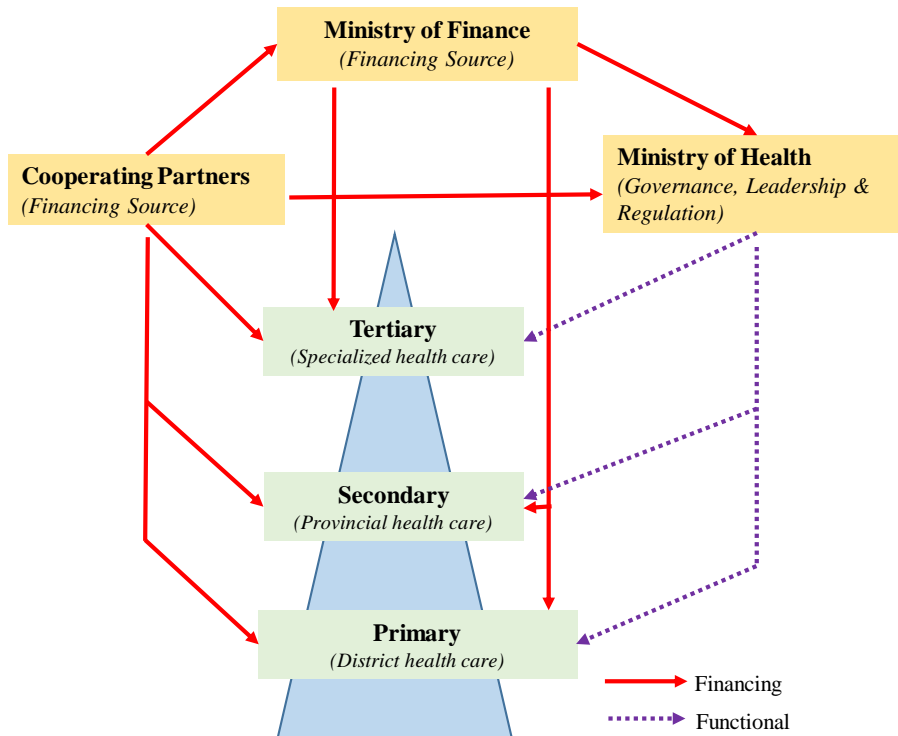 Ministry of Finance
(Financing Source)
Cooperating Partners
(Financing Source)
Ministry of Health
(Governance, Leadership &
Regulation)
Tertiary
(Specialized health care)
Secondary
(Provincial health care)
Primary
(District health care)
Financing
Functional